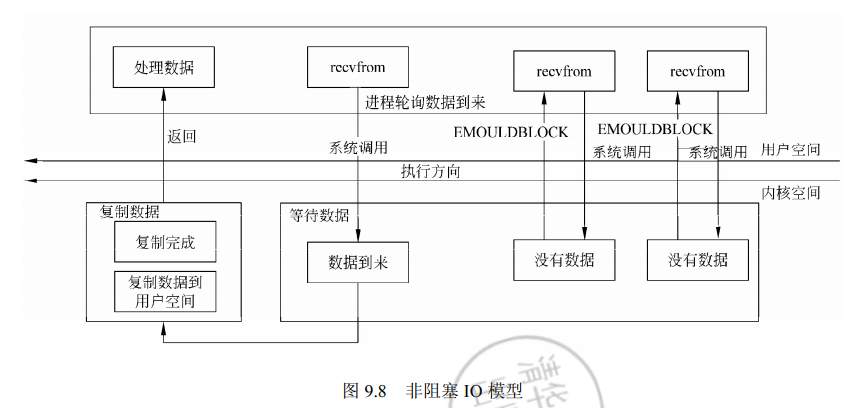 处理数据
recvfrom
recvfrom
recvfrom
进程轮询数据到来
返回
EMOULDBLOCK
EMOULDBLOCK
系统调用
系统调用
系统调用
用户空间
执行方向
内核空间
复制数据
等待数据
复制完成
数据到来
没有数据
没有数据
复制数据到
用户空间
图 9.8 非阻塞 IO 模型